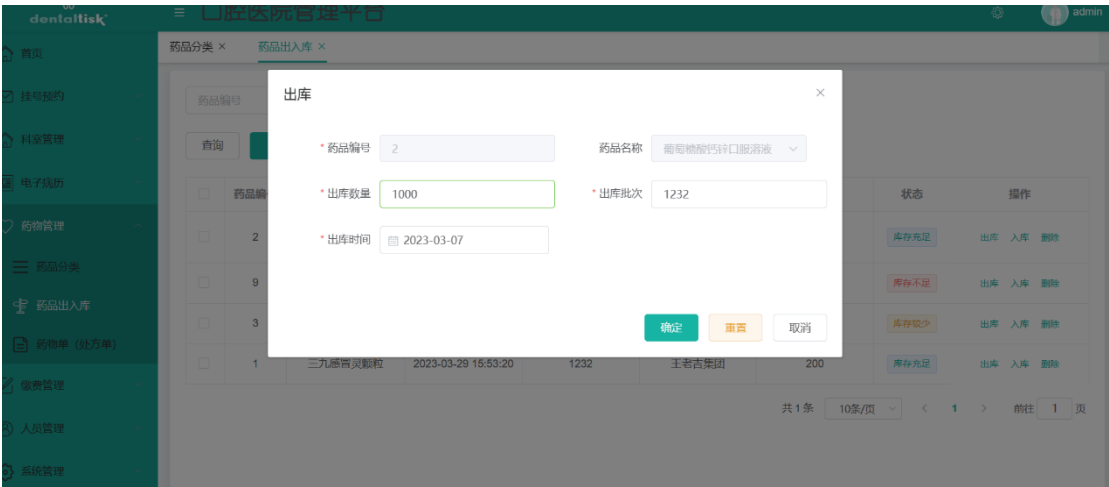 dentaltisk
口腔医院管理平台
admin
首页
药品分类 ×
药品出入库 ×
挂号预约
科室管理
电子病历
药物管理
药品分类
药品出入库
药物单（处方单）
缴费管理
人员管理
系统管理
药品编号
查询
出库
* 药品编号 2
药品名称 葡萄糖酸钙锌口服溶液
* 出库数量 1000
* 出库批次 1232
* 出库时间 2023-03-07
确定 重置 取消
药品编 状态 操作
2 库存充足 出库 入库 删除
9 库存不足 出库 入库 删除
3 库存较少 出库 入库 删除
1 三九感冒灵颗粒 2023-03-29 15:53:20 1232 王老吉集团 200 库存充足 出库 入库 删除
共 1 条 10条/页 < 1 > 前往 1 页